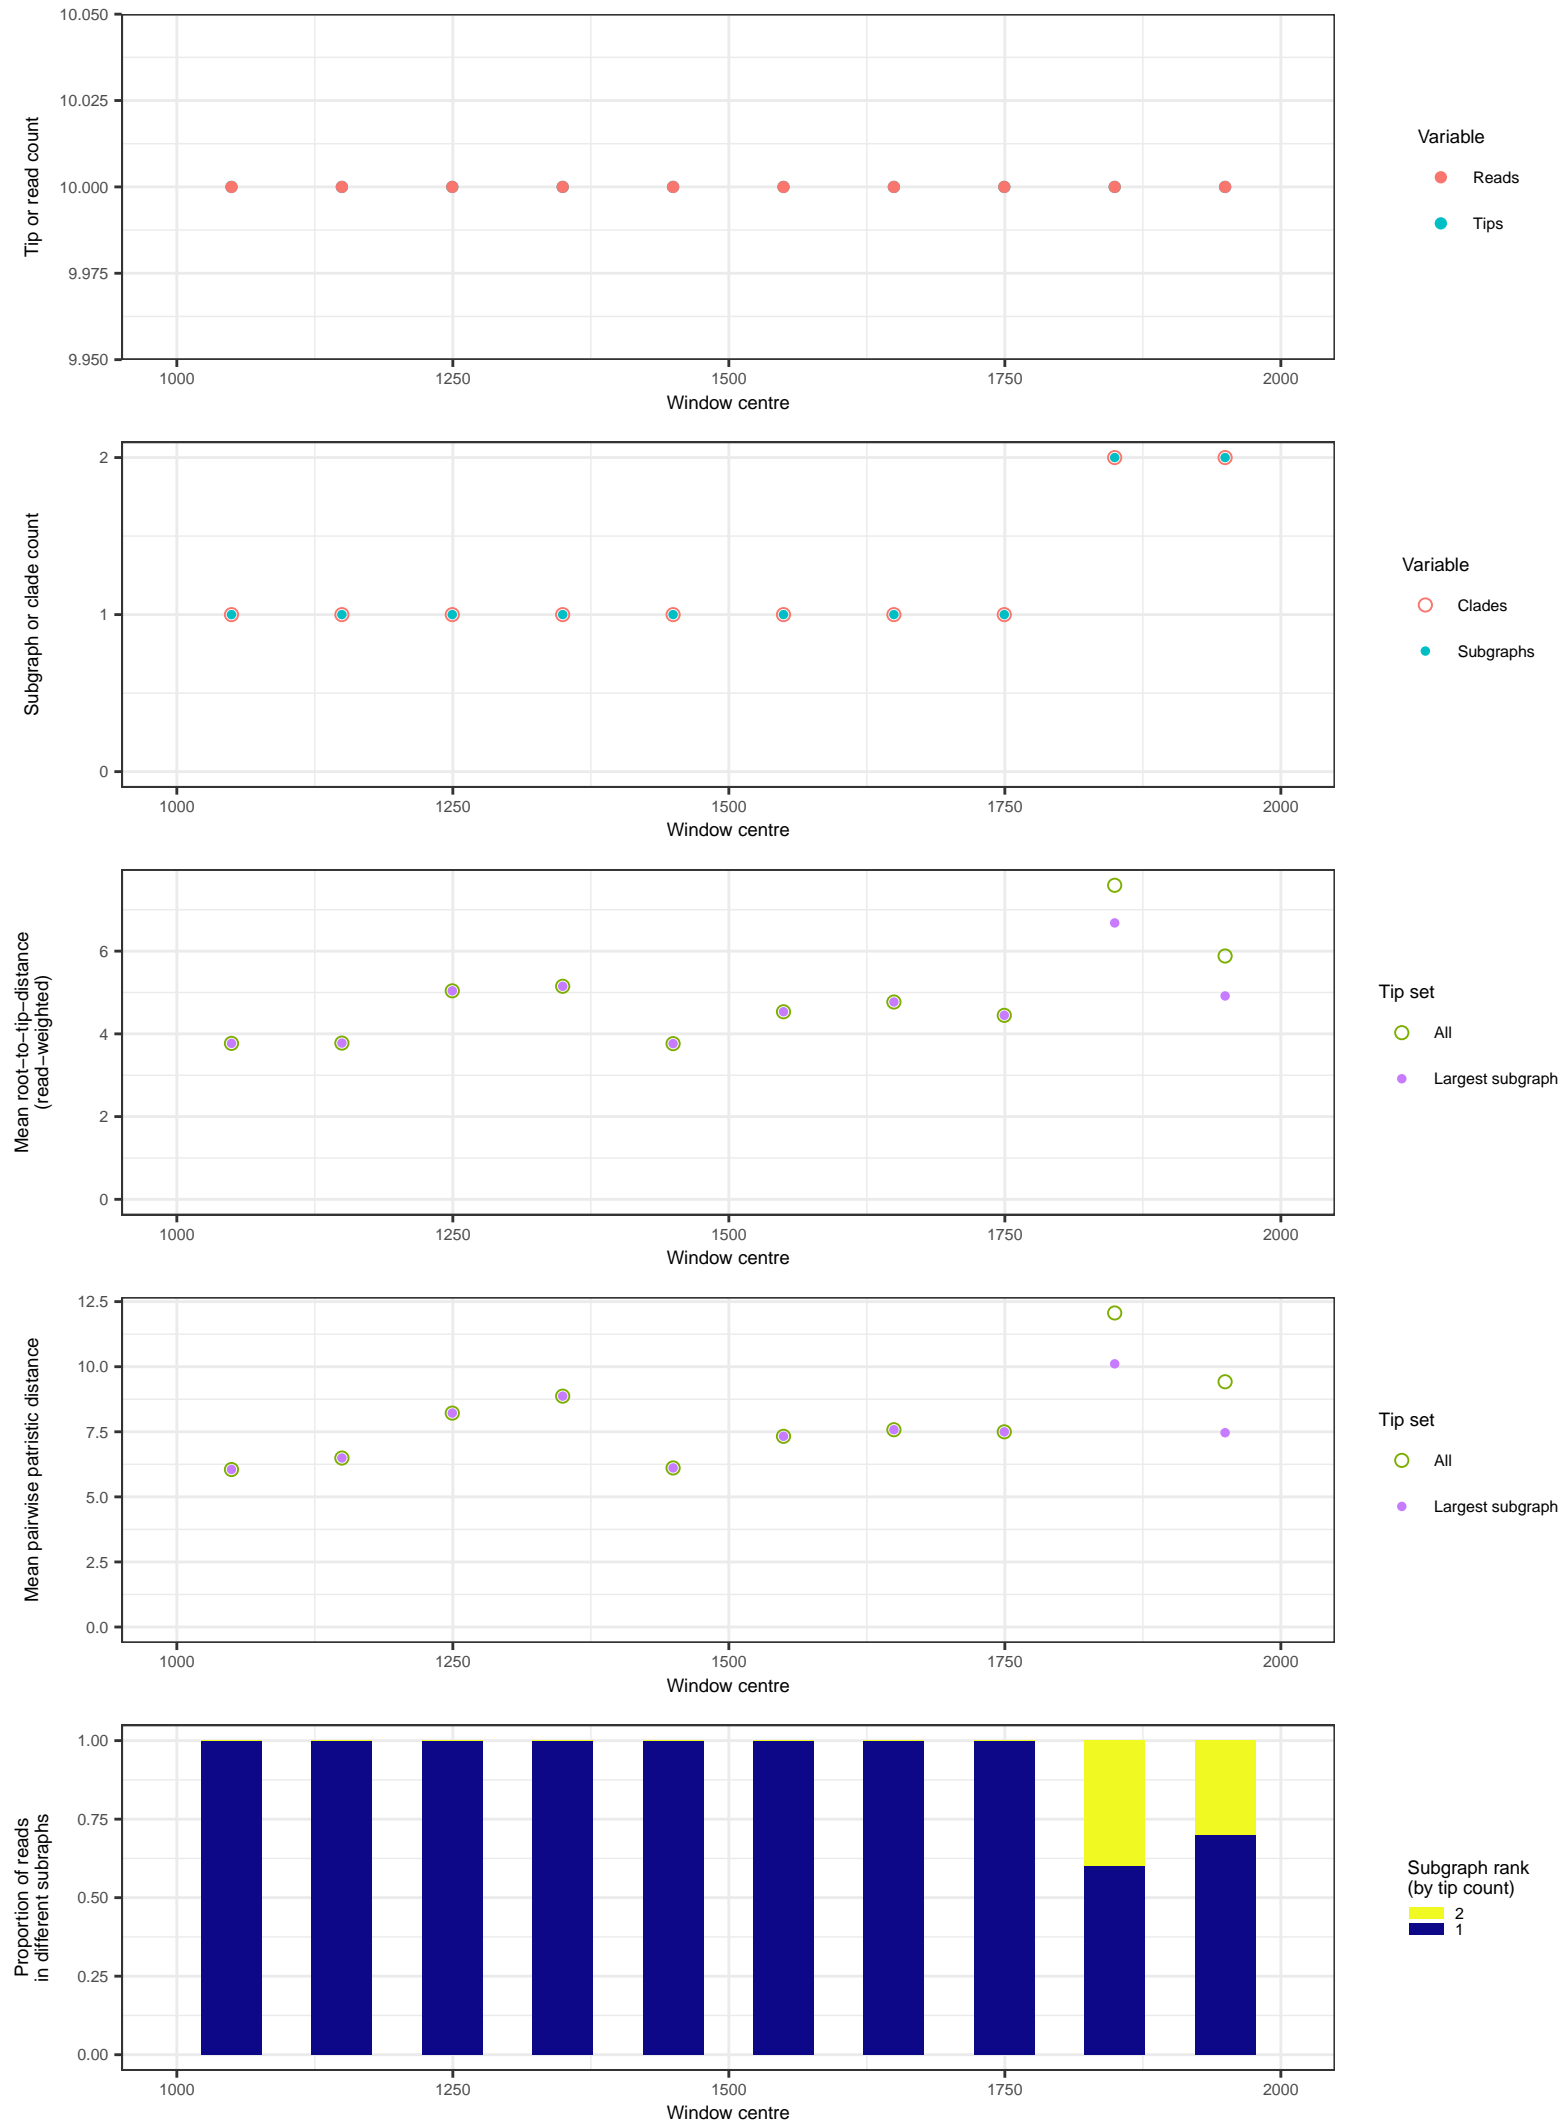 10.050
10.025
10.000
9.975
9.950
Tip or read count
1000 1250 1500 1750 2000
Window centre
Variable
Reads
Tips
2
1
0
Subgraph or clade count
1000 1250 1500 1750 2000
Window centre
Variable
Clades
Subgraphs
6
4
2
0
Mean root−to−tip−distance
(read−weighted)
1000 1250 1500 1750 2000
Window centre
Tip set
All
Largest subgraph
12.5
10.0
7.5
5.0
2.5
0.0
Mean pairwise patristic distance
1000 1250 1500 1750 2000
Window centre
Tip set
All
Largest subgraph
1.00
0.75
0.50
0.25
0.00
Proportion of reads
in different subraphs
1000 1250 1500 1750 2000
Window centre
Subgraph rank
(by tip count)
2
1